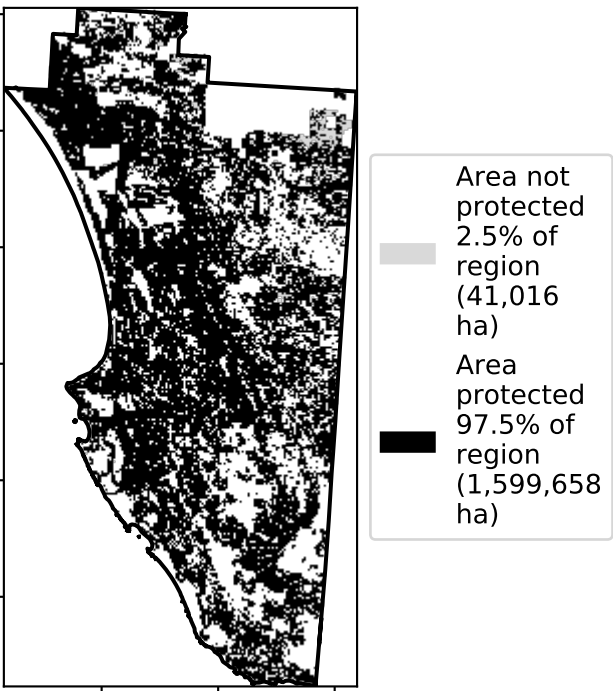 Area not
protected
2.5% of
region
(41,016
ha)
Area
protected
97.5% of
region
(1,599,658
ha)